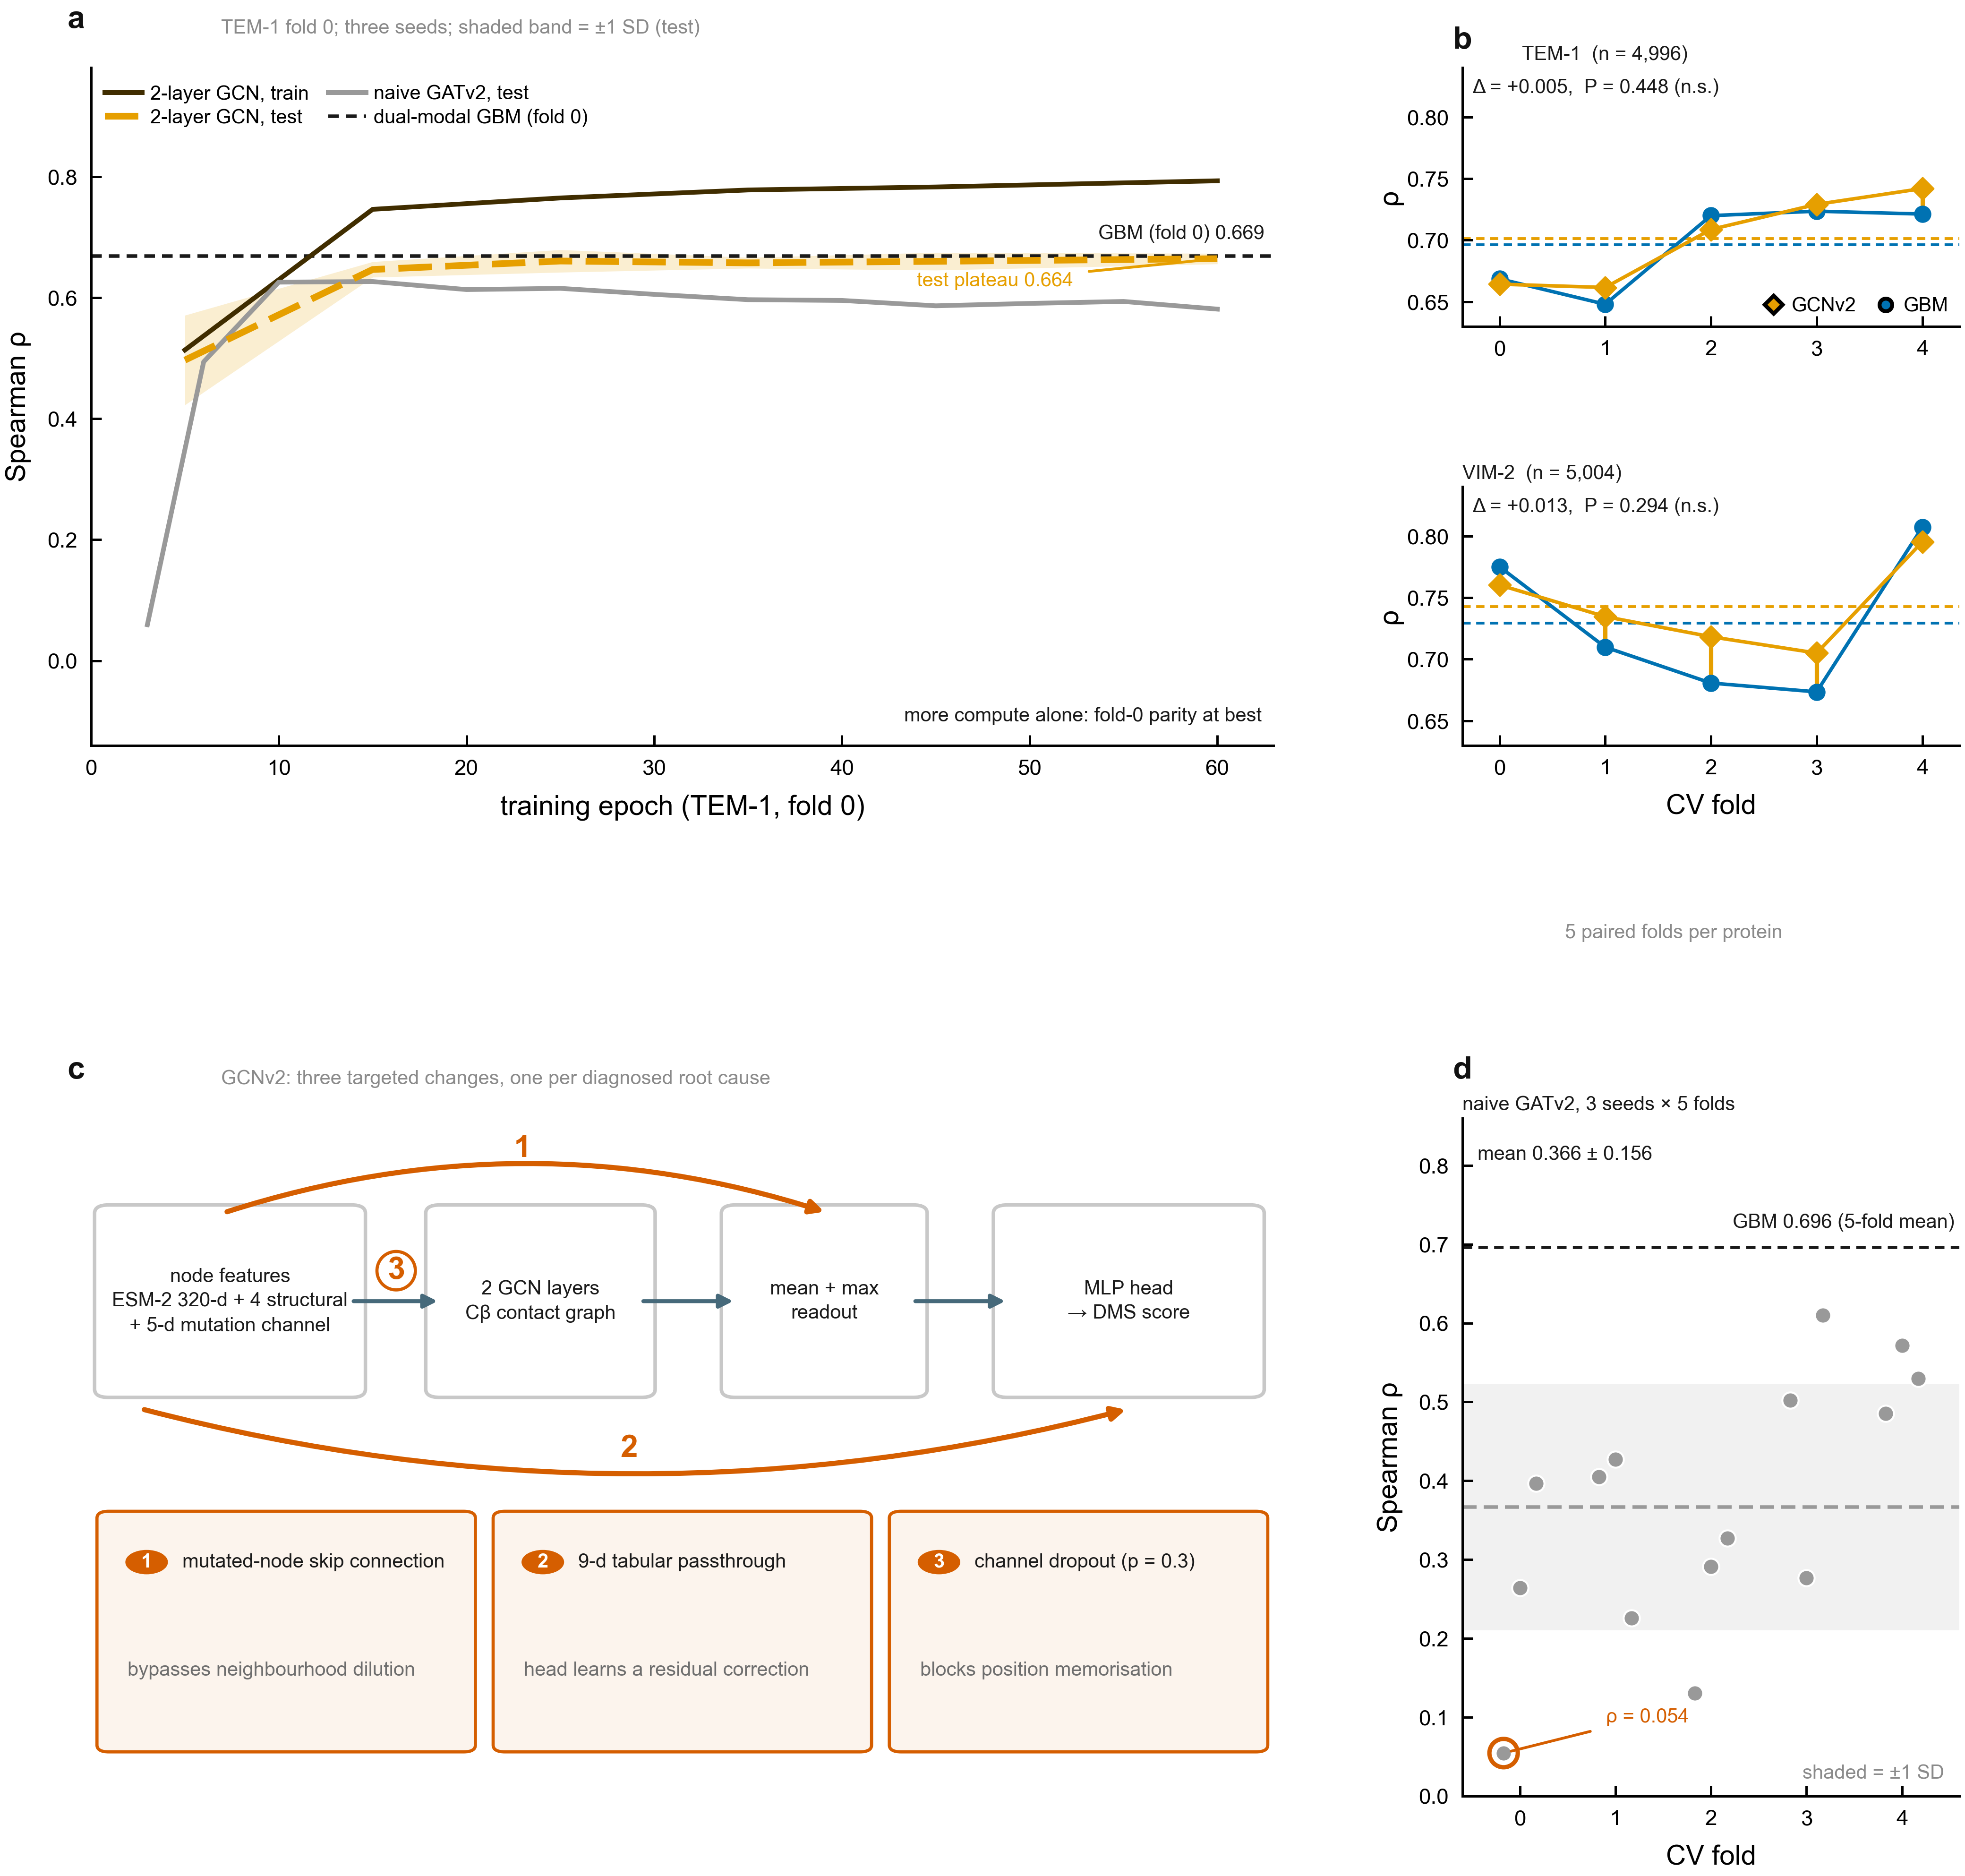 a
TEM-1 fold 0; three seeds; shaded band = ±1 SD (test)
2-layer GCN, train
2-layer GCN, test
naive GATv2, test
dual-modal GBM (fold 0)
0.8
0.6
0.4
0.2
0.0
Spearman ρ
GBM (fold 0) 0.669
test plateau 0.664
more compute alone: fold-0 parity at best
0 10 20 30 40 50 60
training epoch (TEM-1, fold 0)
b
TEM-1 (n = 4,996)
Δ = +0.005, P = 0.448 (n.s.)
0.80
0.75
0.70
0.65
ρ
GCNv2 GBM
0 1 2 3 4
VIM-2 (n = 5,004)
Δ = +0.013, P = 0.294 (n.s.)
0.80
0.75
0.70
0.65
ρ
0 1 2 3 4
CV fold
5 paired folds per protein
c
GCNv2: three targeted changes, one per diagnosed root cause
1
3
node features
ESM-2 320-d + 4 structural
+ 5-d mutation channel
2 GCN layers
Cβ contact graph
mean + max
readout
MLP head
→ DMS score
2
1 mutated-node skip connection
bypasses neighbourhood dilution
2 9-d tabular passthrough
head learns a residual correction
3 channel dropout (p = 0.3)
blocks position memorisation
d
naive GATv2, 3 seeds × 5 folds
mean 0.366 ± 0.156
GBM 0.696 (5-fold mean)
0.8
0.7
0.6
0.5
0.4
0.3
0.2
0.1
0.0
Spearman ρ
ρ = 0.054
shaded = ±1 SD
0 1 2 3 4
CV fold